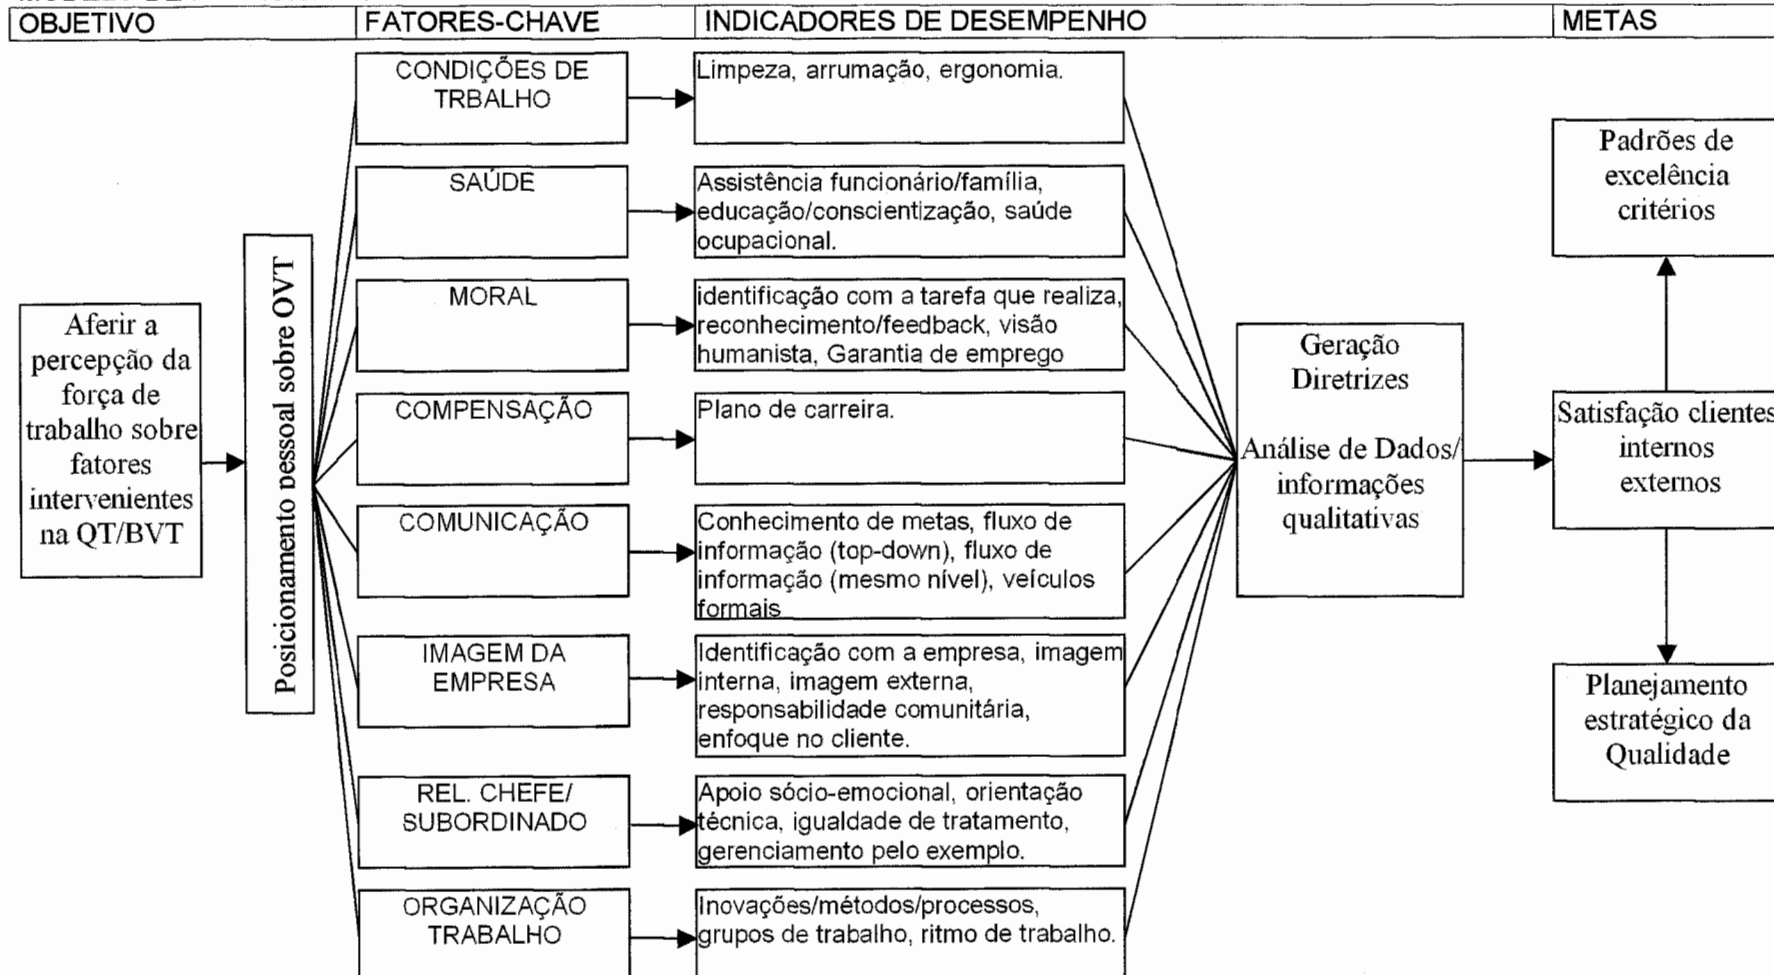 OBJETIVO
FATORES-CHAVE
INDICADORES DE DESEMPENHO
METAS
Aferir a
percepção da
força de
trabalho sobre
fatores
intervenientes
na QT/BVT
Posicionamento pessoal sobre QVT
CONDIÇÕES DE
TRBALHO
Limpeza, arrumação, ergonomia.
SAÚDE
Assistência funcionário/família,
educação/conscientização, saúde
ocupacional.
MORAL
identificação com a tarefa que realiza,
reconhecimento/feedback, visão
humanista, Garantia de emprego
COMPENSAÇÃO
Plano de carreira.
COMUNICAÇÃO
Conhecimento de metas, fluxo de
informação (top-down), fluxo de
informação (mesmo nível), veículos
formais
IMAGEM DA
EMPRESA
Identificação com a empresa, imagem
interna, imagem externa,
responsabilidade comunitária,
enfoque no cliente.
REL. CHEFE/
SUBORDINADO
Apoio sócio-emocional, orientação
técnica, igualdade de tratamento,
gerenciamento pelo exemplo.
ORGANIZAÇÃO
TRABALHO
Inovações/métodos/processos,
grupos de trabalho, ritmo de trabalho.
Geração
Diretrizes
Análise de Dados/
informações
qualitativas
Padrões de
excelência
critérios
Satisfação clientes
internos
externos
Planejamento
estratégico da
Qualidade